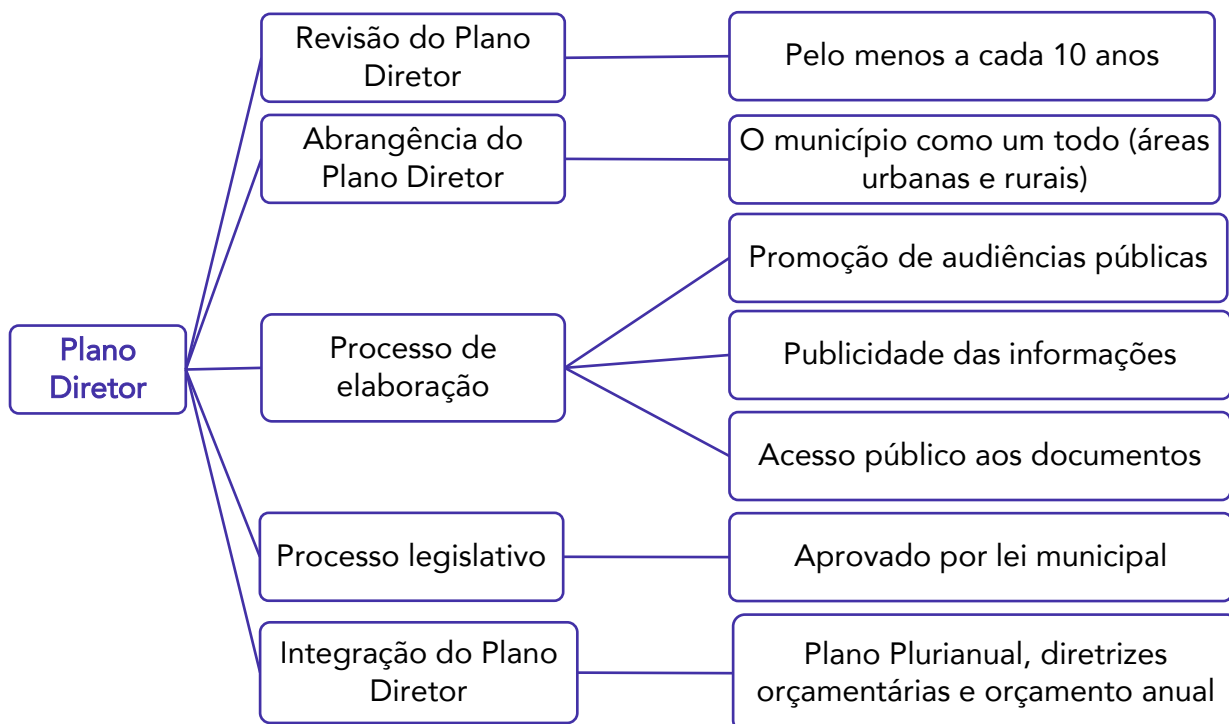 Revisão do Plano
Diretor
Pelo menos a cada 10 anos
Abrangência do
Plano Diretor
O município como um todo (áreas
urbanas e rurais)
Plano
Diretor
Processo de
elaboração
Promoção de audiências públicas
Publicidade das informações
Acesso público aos documentos
Processo legislativo
Aprovado por lei municipal
Integração do Plano
Diretor
Plano Plurianual, diretrizes
orçamentárias e orçamento anual